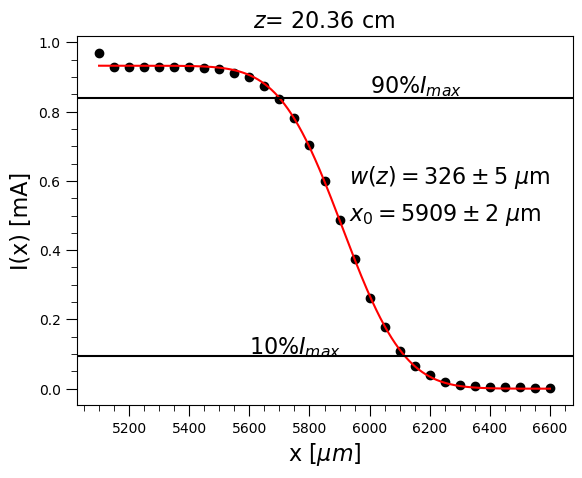 z= 20.36 cm
1.0
90%I_max
0.8
w(z) = 326 ± 5 μm
0.6
x₀ = 5909 ± 2 μm
I(x) [mA]
0.4
0.2
10%I_max
0.0
5200 5400 5600 5800 6000 6200 6400 6600
x [μm]